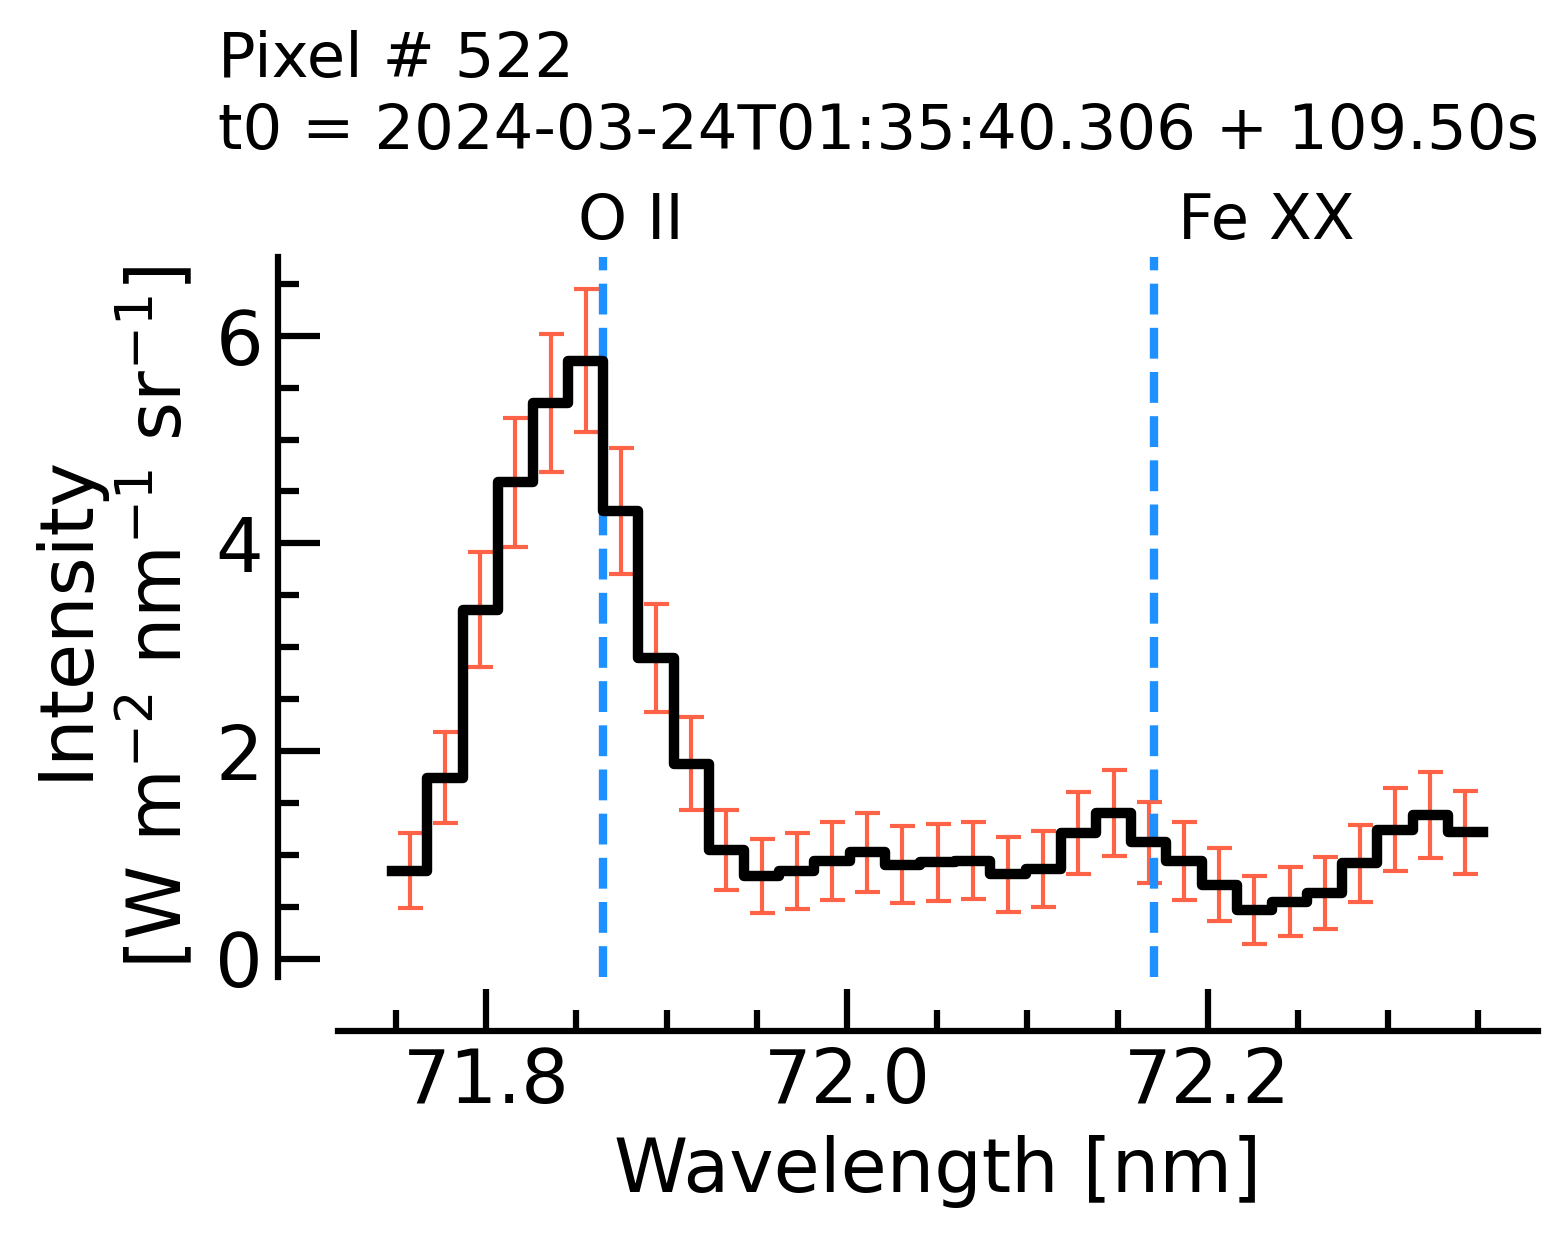 Pixel # 522
t0 = 2024-03-24T01:35:40.306 + 109.50s
O II
Fe XX
Intensity
[W m⁻² nm⁻¹ sr⁻¹]
6
4
2
0
71.8
72.0
72.2
Wavelength [nm]